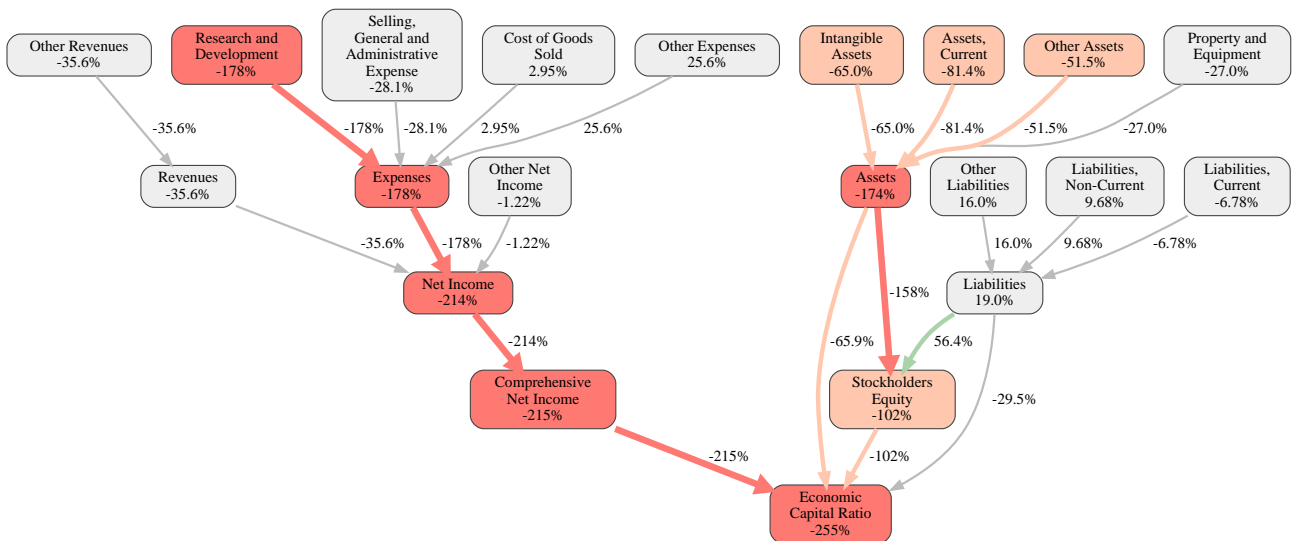 Other Revenues
-35.6%
Research and
Development
-178%
Selling,
General and
Administrative
Expense
-28.1%
Cost of Goods
Sold
2.95%
Other Expenses
25.6%
Intangible
Assets
-65.0%
Assets,
Current
-81.4%
Other Assets
-51.5%
Property and
Equipment
-27.0%
-35.6%
-178%
-28.1%
2.95%
25.6%
-65.0%
-81.4%
-51.5%
-27.0%
Revenues
-35.6%
Expenses
-178%
Other Net
Income
-1.22%
Assets
-174%
Other
Liabilities
16.0%
Liabilities,
Non-Current
9.68%
Liabilities,
Current
-6.78%
-35.6%
-178%
-1.22%
16.0%
9.68%
-6.78%
Net Income
-214%
-158%
Liabilities
19.0%
-214%
-65.9%
56.4%
Comprehensive
Net Income
-215%
Stockholders
Equity
-102%
-29.5%
-215%
-102%
Economic
Capital Ratio
-255%